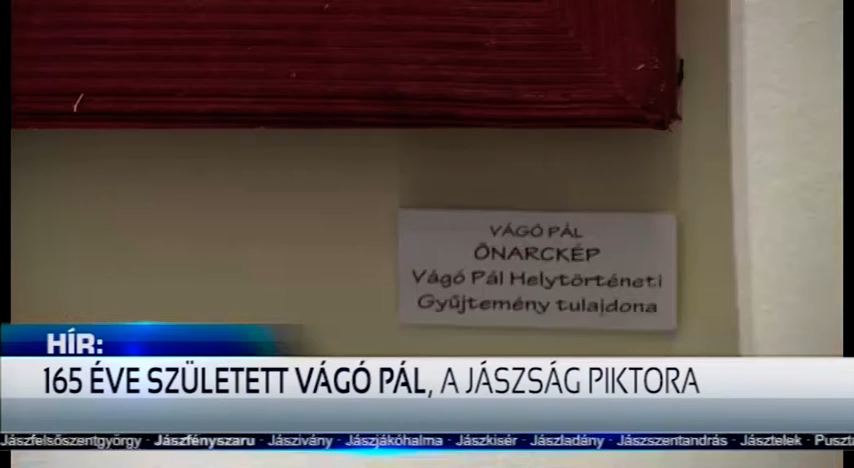 VÁGÓ PÁL
ÖNARCKÉP
Vágó Pál Helytörténeti
Gyűjtemény tulajdona
HÍR:
165 ÉVE SZÜLETETT VÁGÓ PÁL, A JÁSZSÁG PIKTORA
Jászfelsőszentgyörgy · Jászfényszaru · Jászivány · Jászjákóhalma · Jászkisér · Jászladány · Jászszentandrás · Jásztelek · Puszt